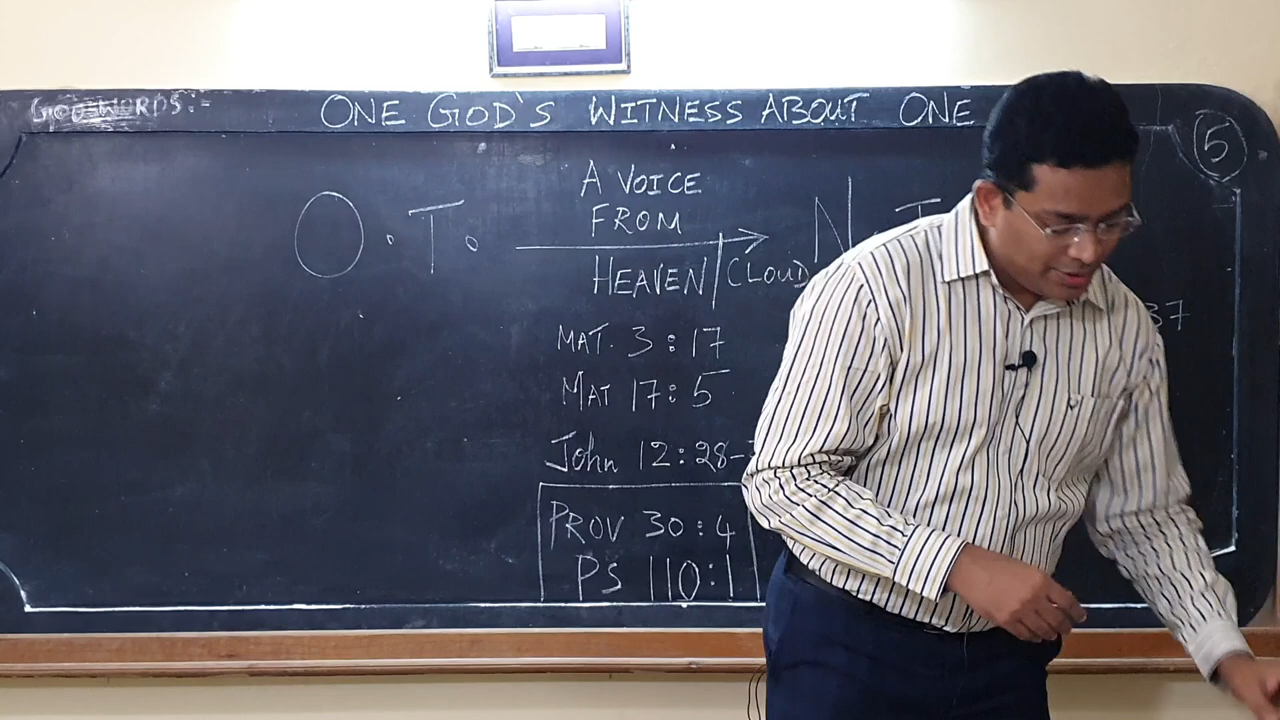 GOD WORDS:-
ONE GOD'S WITNESS ABOUT ONE
5
A VOICE
FROM
O.T. N. T
HEAVEN/(CLOUD)
37
MAT. 3:17
MAT 17:5
John 12:28-
PROV 30:4
PS 110:1